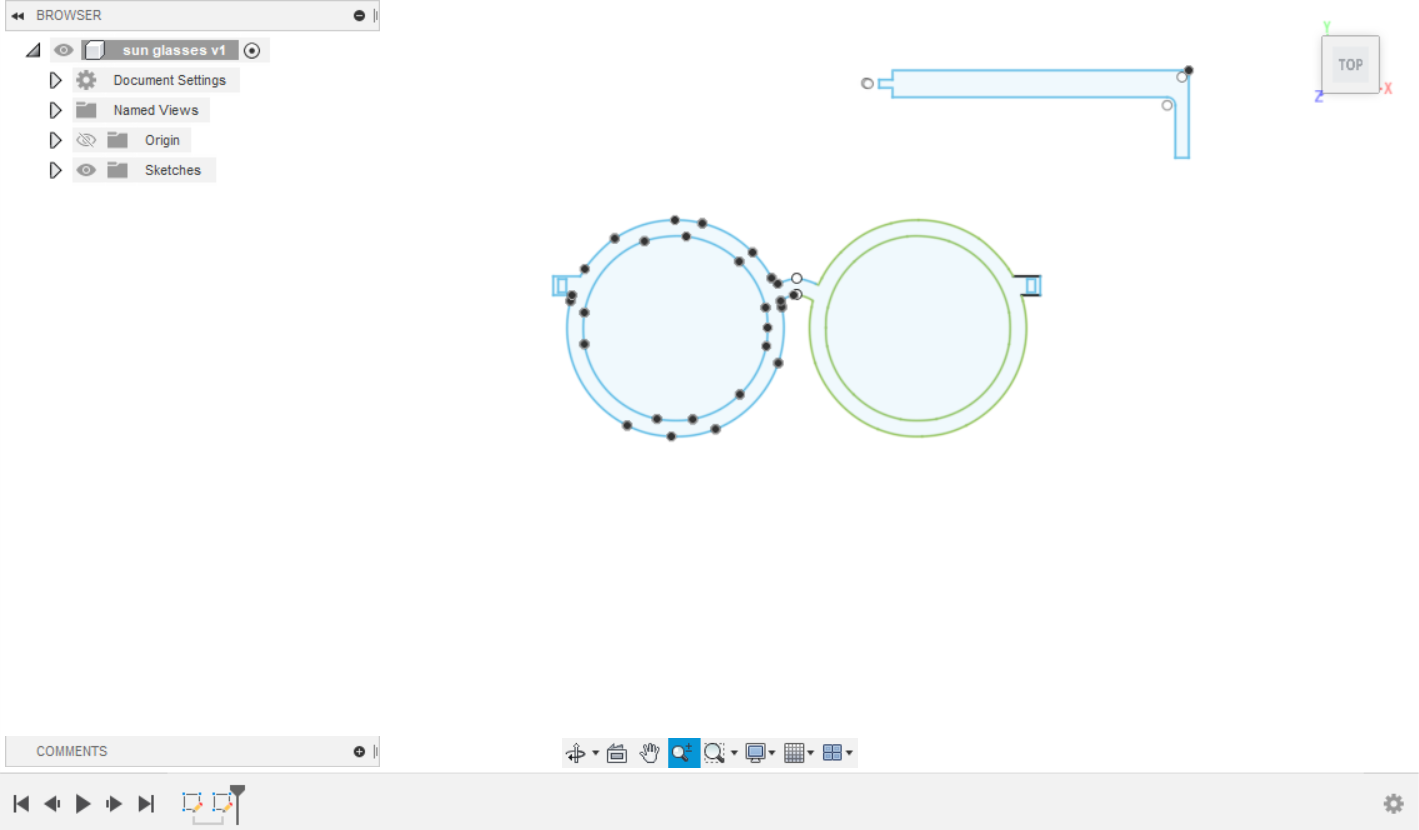 BROWSER
sun glasses v1
Document Settings
Named Views
Origin
Sketches
Y
TOP
X
Z
COMMENTS